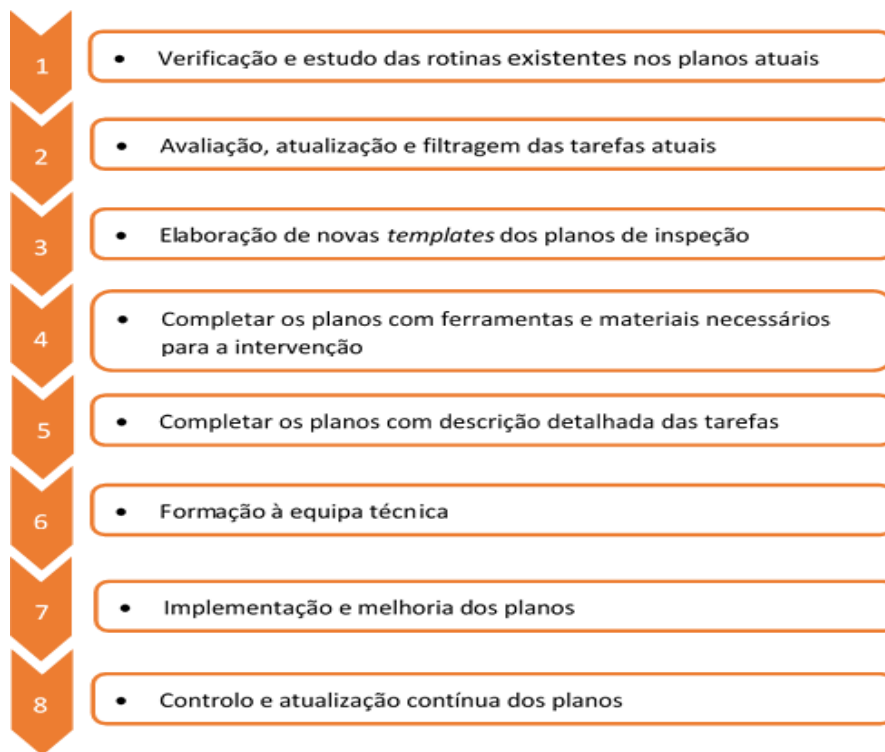 1
• Verificação e estudo das rotinas existentes nos planos atuais
2
• Avaliação, atualização e filtragem das tarefas atuais
3
• Elaboração de novas templates dos planos de inspeção
4
• Completar os planos com ferramentas e materiais necessários
para a intervenção
5
• Completar os planos com descrição detalhada das tarefas
6
• Formação à equipa técnica
7
• Implementação e melhoria dos planos
8
• Controlo e atualização contínua dos planos